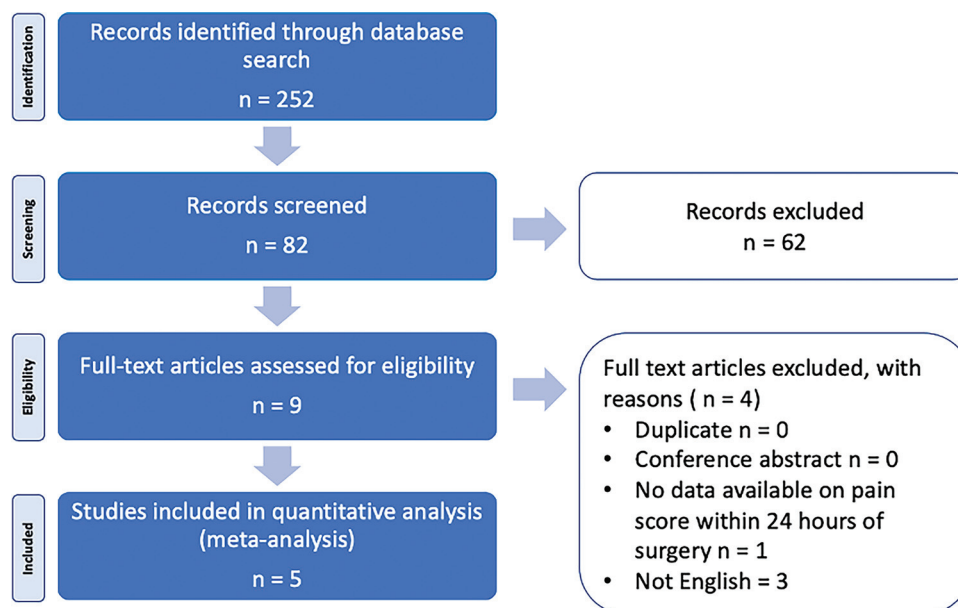 Identification
Records identified through database
search
n = 252
Screening
Records screened
n = 82
Records excluded
n = 62
Eligibility
Full-text articles assessed for eligibility
n = 9
Full text articles excluded, with
reasons ( n = 4)
• Duplicate n = 0
• Conference abstract n = 0
• No data available on pain
score within 24 hours of
surgery n = 1
• Not English = 3
Included
Studies included in quantitative analysis
(meta-analysis)
n = 5